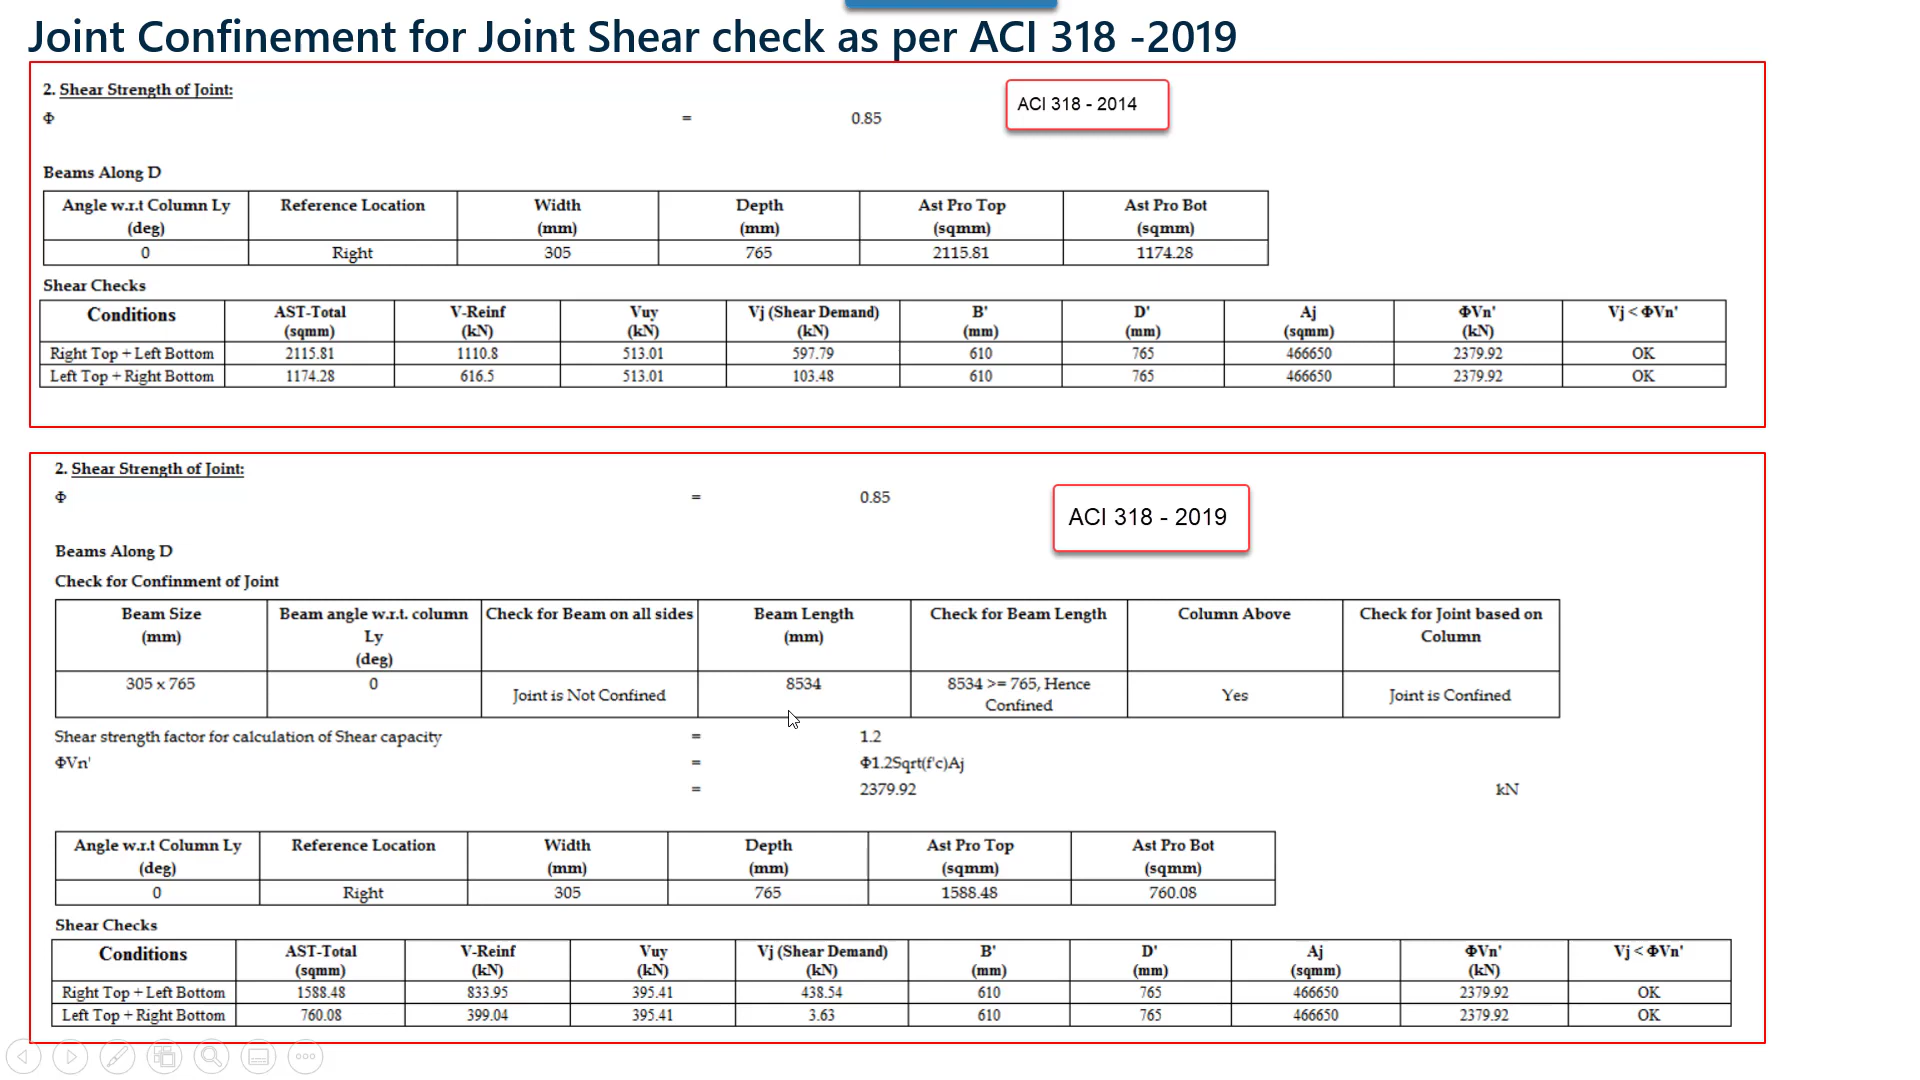 Joint Confinement for Joint Shear check as per ACI 318 -2019
2. Shear Strength of Joint:
ACI 318 - 2014
Φ = 0.85
Beams Along D
Angle w.r.t Column Ly (deg) Reference Location Width (mm) Depth (mm) Ast Pro Top (sqmm) Ast Pro Bot (sqmm)
0 Right 305 765 2115.81 1174.28
Shear Checks
Conditions AST-Total (sqmm) V-Reinf (kN) Vuy (kN) Vj (Shear Demand) (kN) B' (mm) D' (mm) Aj (sqmm) ΦVn' (kN) Vj < ΦVn'
Right Top + Left Bottom 2115.81 1110.8 513.01 597.79 610 765 466650 2379.92 OK
Left Top + Right Bottom 1174.28 616.5 513.01 103.48 610 765 466650 2379.92 OK
2. Shear Strength of Joint:
Φ = 0.85
ACI 318 - 2019
Beams Along D
Check for Confinment of Joint
Beam Size (mm) Beam angle w.r.t. column Ly (deg) Check for Beam on all sides Beam Length (mm) Check for Beam Length Column Above Check for Joint based on Column
305 x 765 0 Joint is Not Confined 8534 8534 >= 765, Hence Confined Yes Joint is Confined
Shear strength factor for calculation of Shear capacity = 1.2
ΦVn' = Φ1.2Sqrt(f'c)Aj
= 2379.92 kN
Angle w.r.t Column Ly (deg) Reference Location Width (mm) Depth (mm) Ast Pro Top (sqmm) Ast Pro Bot (sqmm)
0 Right 305 765 1588.48 760.08
Shear Checks
Conditions AST-Total (sqmm) V-Reinf (kN) Vuy (kN) Vj (Shear Demand) (kN) B' (mm) D' (mm) Aj (sqmm) ΦVn' (kN) Vj < ΦVn'
Right Top + Left Bottom 1588.48 833.95 395.41 438.54 610 765 466650 2379.92 OK
Left Top + Right Bottom 760.08 399.04 395.41 3.63 610 765 466650 2379.92 OK